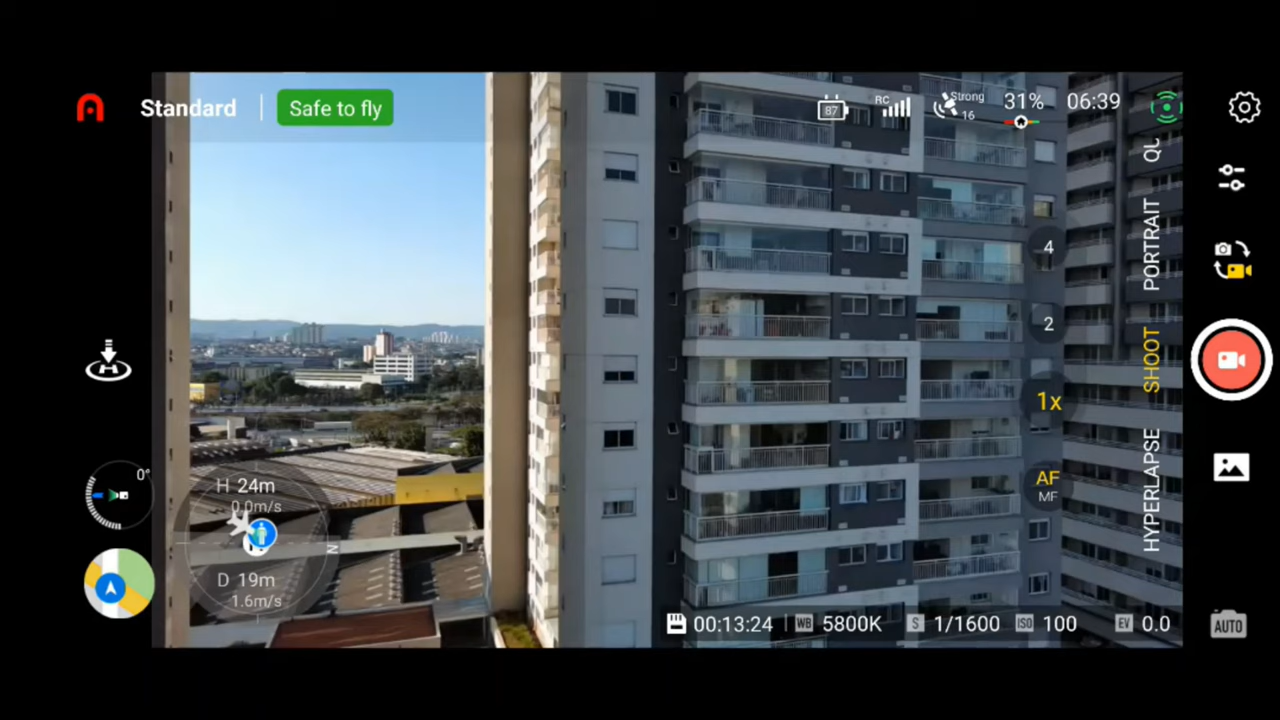 Standard
Safe to fly
87
RC
Strong
16
31%
06:39
QL
PORTRAIT
SHOOT
HYPERLAPSE
4
2
1x
AF
MF
0°
H 24m
0.0m/s
N
D 19m
1.6m/s
00:13:24
WB 5800K
S 1/1600
ISO 100
EV 0.0
AUTO